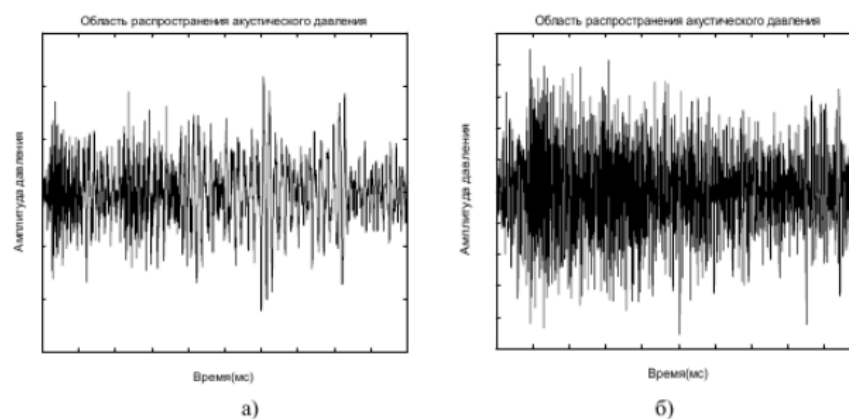 Область распространения акустического давления
Амплитуда давления
Время(мс)
а)
Область распространения акустического давления
Амплитуда давления
Время(мс)
б)